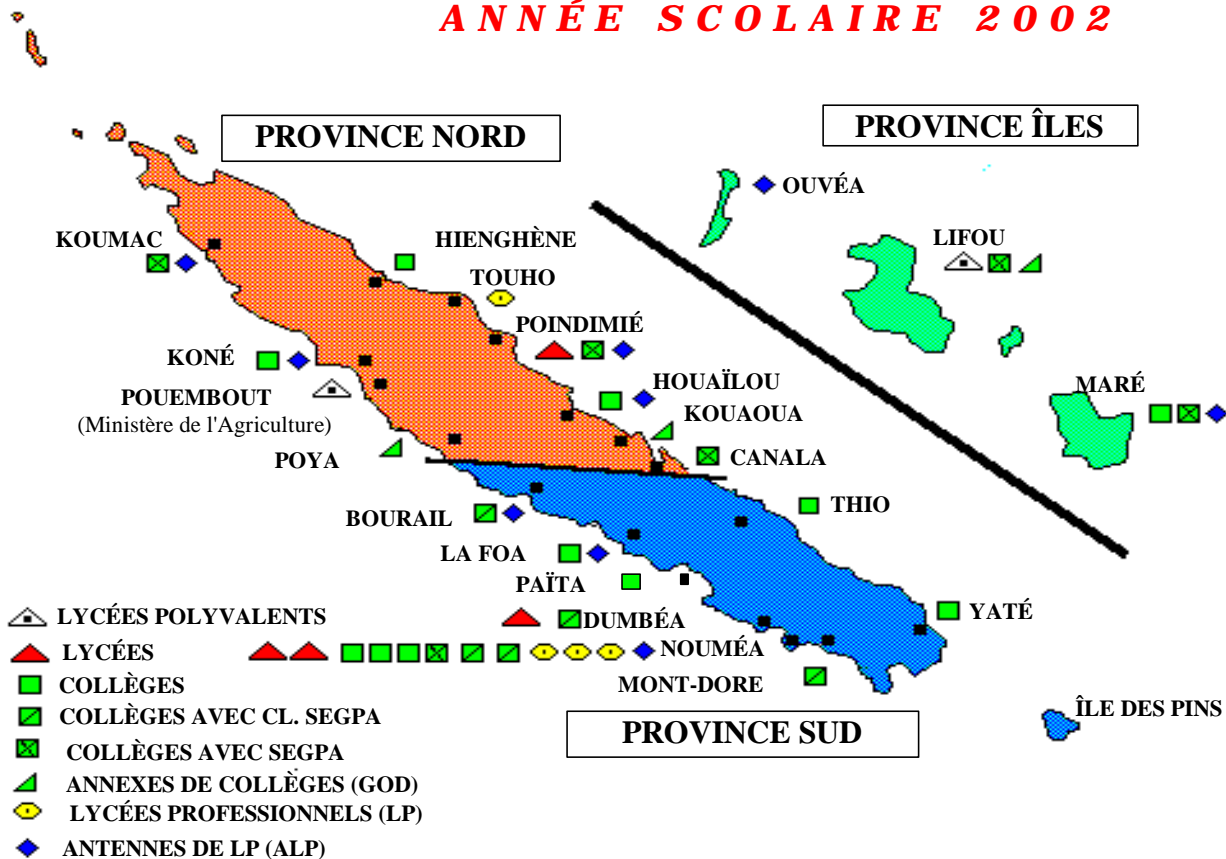 ANNÉE SCOLAIRE 2002
PROVINCE NORD
PROVINCE ÎLES
OUVÉA
KOUMAC
HIENGHÈNE
LIFOU
TOUHO
POINDIMIÉ
KONÉ
HOUAÏLOU
MARÉ
POUEMBOUT
(Ministère de l'Agriculture)
KOUAOUA
POYA
CANALA
THIO
BOURAIL
LA FOA
PAÏTA
YATÉ
LYCÉES POLYVALENTS
DUMBÉA
LYCÉES
NOUMÉA
COLLÈGES
MONT-DORE
COLLÈGES AVEC CL. SEGPA
ÎLE DES PINS
PROVINCE SUD
COLLÈGES AVEC SEGPA
ANNEXES DE COLLÈGES (GOD)
LYCÉES PROFESSIONNELS (LP)
ANTENNES DE LP (ALP)